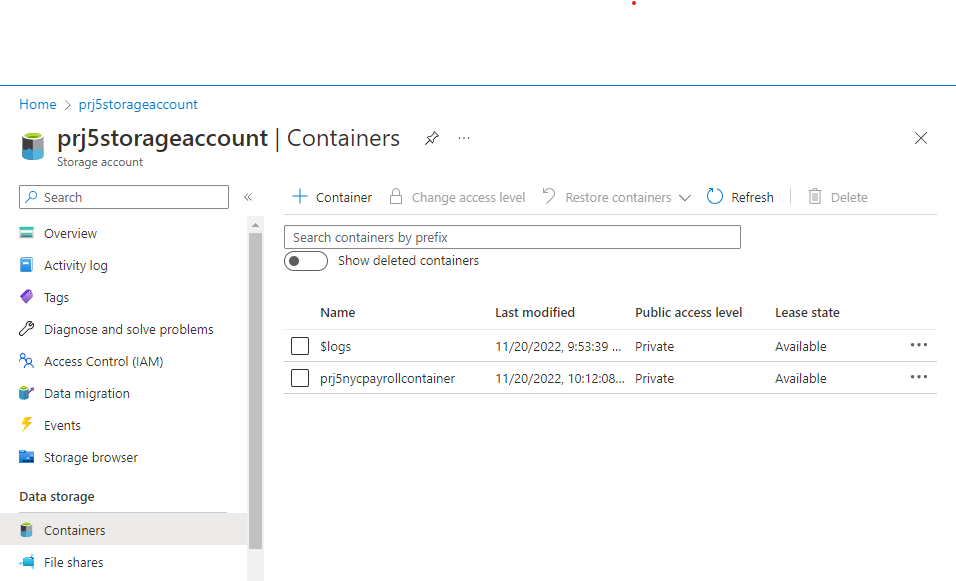 Home > prj5storageaccount
prj5storageaccount | Containers ...
Storage account
Search «
Overview
Activity log
Tags
Diagnose and solve problems
Access Control (IAM)
Data migration
Events
Storage browser
Data storage
Containers
File shares
+ Container Change access level Restore containers Refresh Delete
Search containers by prefix
Show deleted containers
Name Last modified Public access level Lease state
$logs 11/20/2022, 9:53:39 ... Private Available ...
prj5nycpayrollcontainer 11/20/2022, 10:12:08... Private Available ...